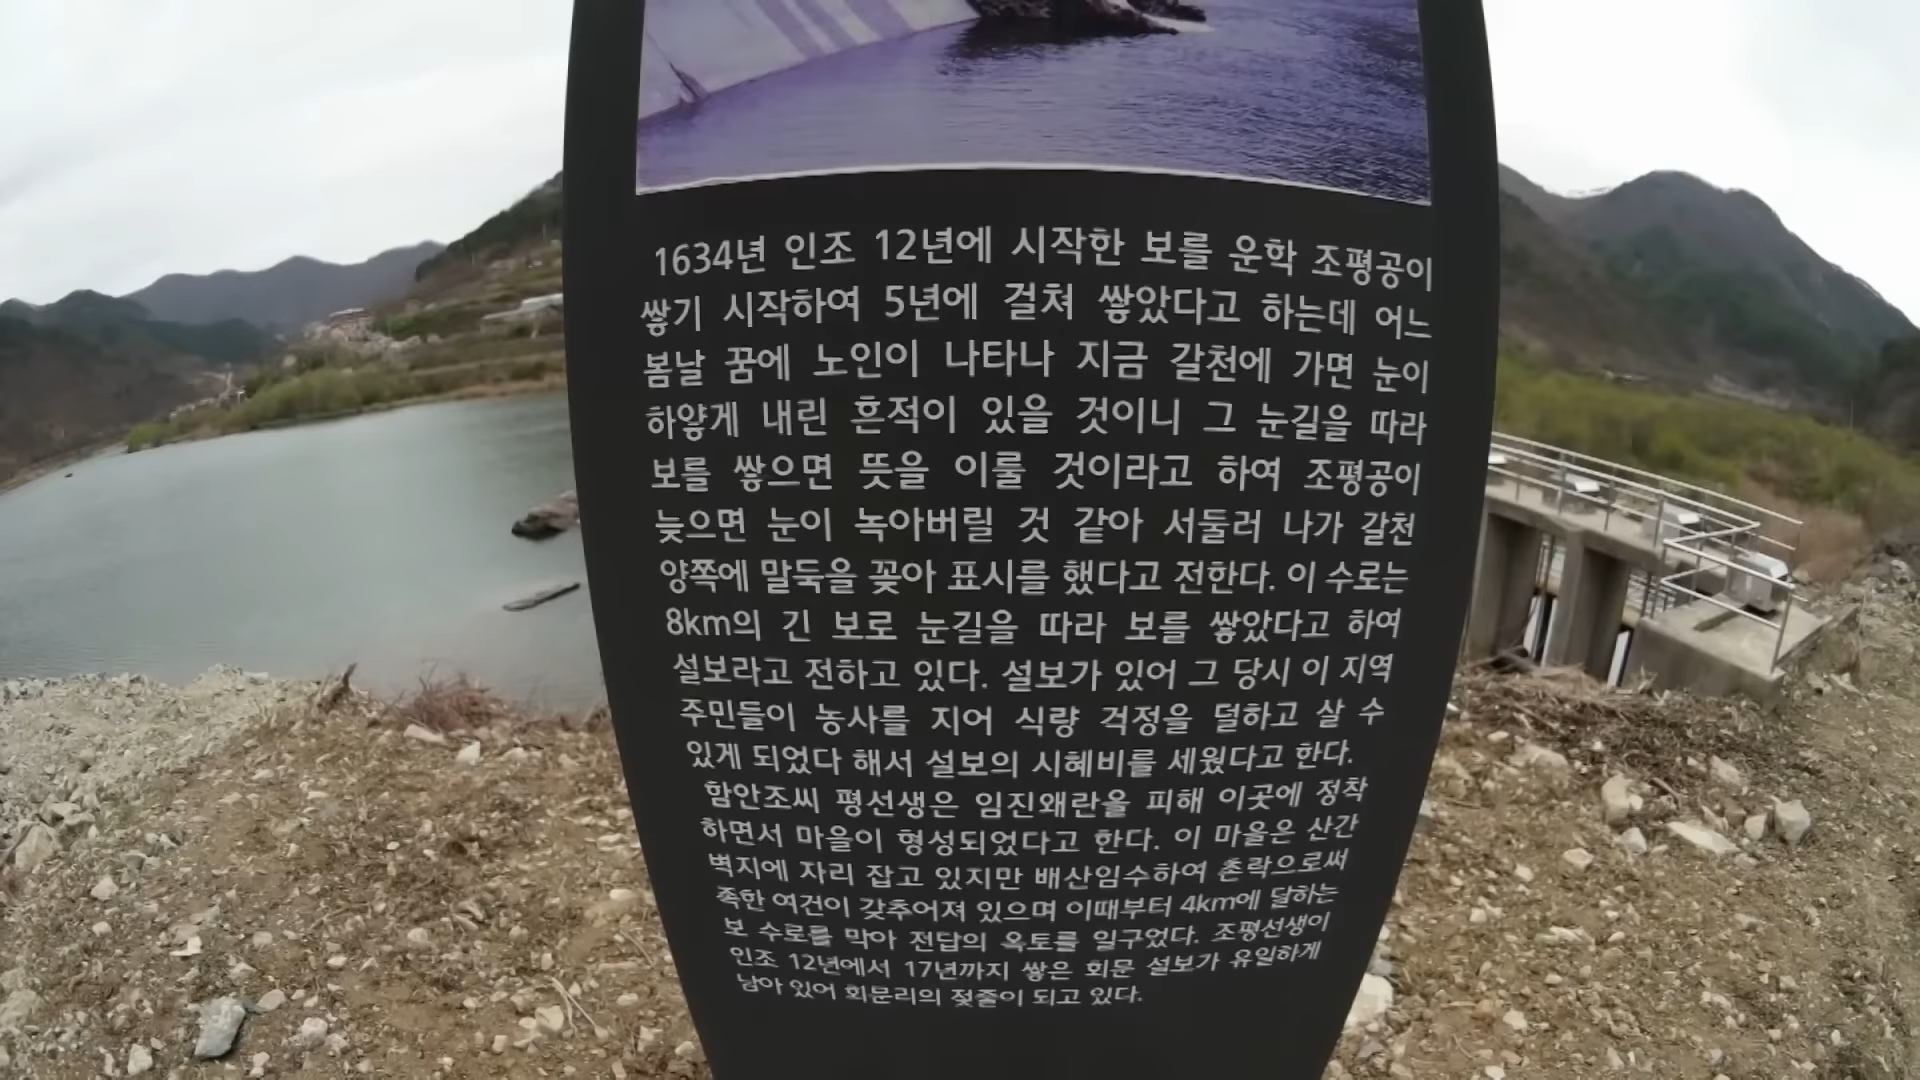 1634년 인조 12년에 시작한 보를 운학 조평공이
쌓기 시작하여 5년에 걸쳐 쌓았다고 하는데 어느
봄날 꿈에 노인이 나타나 지금 갈천에 가면 눈이
하얗게 내린 흔적이 있을 것이니 그 눈길을 따라
보를 쌓으면 뜻을 이룰 것이라고 하여 조평공이
늦으면 눈이 녹아버릴 것 같아 서둘러 나가 갈천
양쪽에 말둑을 꽂아 표시를 했다고 전한다. 이 수로는
8km의 긴 보로 눈길을 따라 보를 쌓았다고 하여
설보라고 전하고 있다. 설보가 있어 그 당시 이 지역
주민들이 농사를 지어 식량 걱정을 덜하고 살 수
있게 되었다 해서 설보의 시혜비를 세웠다고 한다.
함안조씨 평선생은 임진왜란을 피해 이곳에 정착
하면서 마을이 형성되었다고 한다. 이 마을은 산간
벽지에 자리 잡고 있지만 배산임수하여 촌락으로써
족한 여건이 갖추어져 있으며 이때부터 4km에 달하는
보 수로를 막아 전답의 옥토를 일구었다. 조평선생이
인조 12년에서 17년까지 쌓은 회문 설보가 유일하게
남아 있어 회문리의 젖줄이 되고 있다.